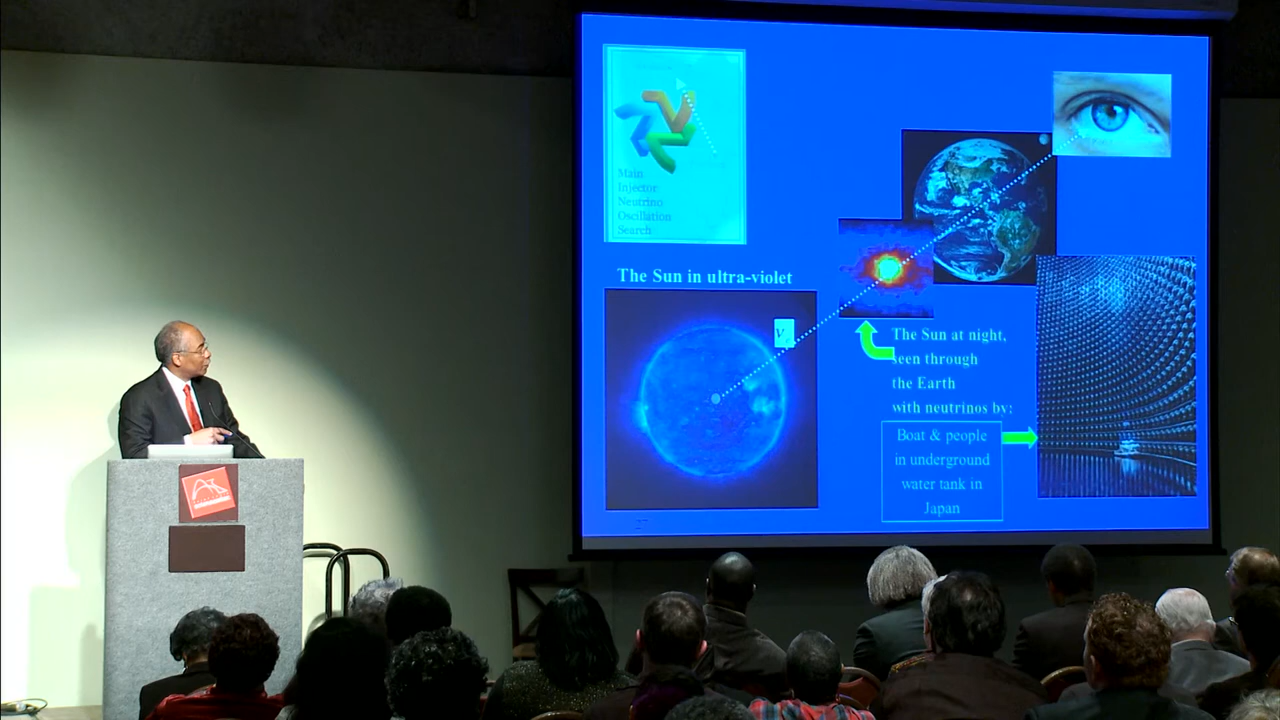 Main
Injector
Neutrino
Oscillation
Search
The Sun in ultra-violet
ν
The Sun at night,
seen through
the Earth
with neutrinos by:
Boat & people
in underground
water tank in
Japan